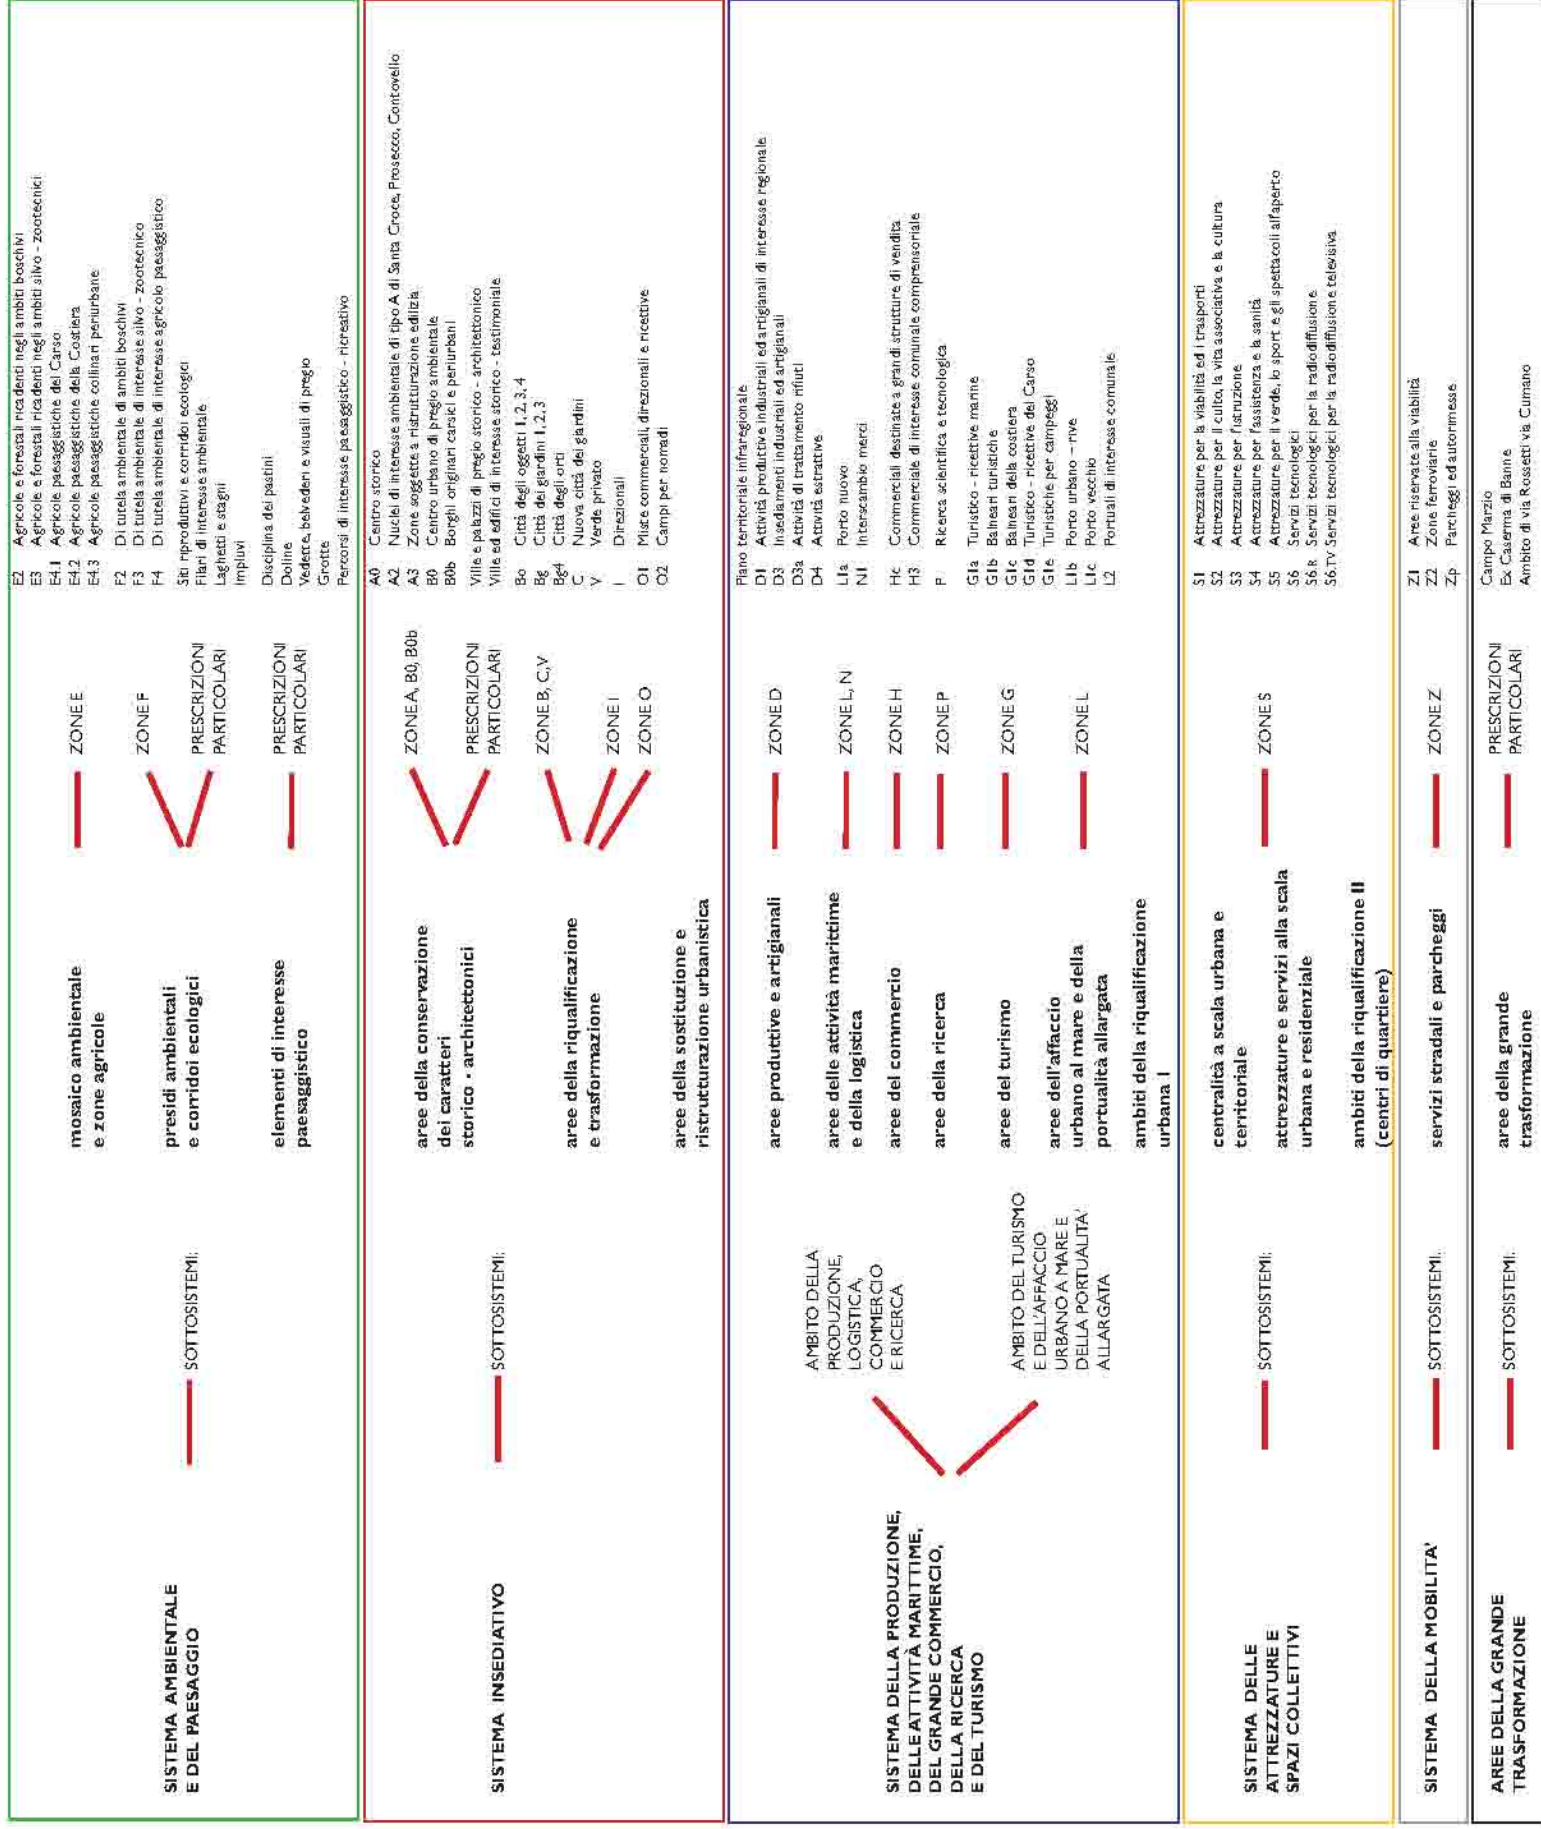 SISTEMA AMBIENTALE
E DEL PAESAGGIO
SOTTOSISTEMI:
mosaico ambientale
e zone agricole
ZONE E
E2 Agricole e forestali ricadenti negli ambiti boschivi
E3 Agricole e forestali ricadenti negli ambiti silvo - zootecnici
E4.1 Agricole paesaggistiche del Carso
E4.2 Agricole paesaggistiche della Costiera
E4.3 Agricole paesaggistiche collinari periurbane
presidi ambientali
e corridoi ecologici
ZONE F
F2 Di tutela ambientale di ambiti boschivi
F3 Di tutela ambientale di interesse silvo - zootecnico
F4 Di tutela ambientale di interesse agricolo paesaggistico
PRESCRIZIONI
PARTICOLARI
Siti riproduttivi e corridoi ecologici
Filari di interesse ambientale
Laghetti e stagni
Impluvi
elementi di interesse
paesaggistico
PRESCRIZIONI
PARTICOLARI
Disciplina dei pastini
Doline
Vedette, belvederi e visuali di pregio
Grotte
Percorsi di interesse paesaggistico - ricreativo
SISTEMA INSEDIATIVO
SOTTOSISTEMI:
aree della conservazione
dei caratteri
storico - architettonici
ZONE A, B0, B0b
A0 Centro storico
A2 Nuclei di interesse ambientale di tipo A di Santa Croce, Prosecco, Contovello
A3 Zone soggette a ristrutturazione edilizia
B0 Centro urbano di pregio ambientale
B0b Borghi originari carsici e periurbani
PRESCRIZIONI
PARTICOLARI
Ville e palazzi di pregio storico - architettonico
Ville ed edifici di interesse storico - testimoniale
aree della riqualificazione
e trasformazione
ZONE B, C, V
Bo Città degli oggetti 1, 2, 3, 4
Bg Città dei giardini 1, 2, 3
Bg4 Città degli orti
C Nuova città dei giardini
V Verde privato
ZONE I
I Direzionali
ZONE O
O1 Miste commerciali, direzionali e ricettive
O2 Campi per nomadi
aree della sostituzione e
ristrutturazione urbanistica
SISTEMA DELLA PRODUZIONE,
DELLE ATTIVITÀ MARITTIME,
DEL GRANDE COMMERCIO,
DELLA RICERCA
E DEL TURISMO
AMBITO DELLA
PRODUZIONE,
LOGISTICA,
COMMERCIO
E RICERCA
aree produttive e artigianali
ZONE D
Piano territoriale infraregionale
D1 Attività produttive industriali ed artigianali di interesse regionale
D3 Insediamenti industriali ed artigianali
D3a Attività di trattamento rifiuti
D4 Attività estrattive
aree delle attività marittime
e della logistica
ZONE L, N
L1a Porto nuovo
N1 Interscambio merci
aree del commercio
ZONE H
Hc Commerciali destinate a grandi strutture di vendita
H3 Commerciale di interesse comunale comprensoriale
aree della ricerca
ZONE P
P Ricerca scientifica e tecnologica
AMBITO DEL TURISMO
E DELL'AFFACCIO
URBANO A MARE E
DELLA PORTUALITA'
ALLARGATA
aree del turismo
ZONE G
G1a Turistico - ricettive marine
G1b Balneari turistiche
G1c Balneari della costiera
G1d Turistico - ricettive del Carso
G1e Turistiche per campeggi
aree dell'affaccio
urbano al mare e della
portualità allargata
ZONE L
L1b Porto urbano – rive
L1c Porto vecchio
L2 Portuali di interesse comunale
ambiti della riqualificazione
urbana I
SISTEMA DELLE
ATTREZZATURE E
SPAZI COLLETTIVI
SOTTOSISTEMI:
centralità a scala urbana e
territoriale
attrezzature e servizi alla scala
urbana e residenziale
ambiti della riqualificazione II
(centri di quartiere)
ZONE S
S1 Attrezzature per la viabilità ed i trasporti
S2 Attrezzature per il culto, la vita associativa e la cultura
S3 Attrezzature per l'istruzione
S4 Attrezzature per l'assistenza e la sanità
S5 Attrezzature per il verde, lo sport e gli spettacoli all'aperto
S6 Servizi tecnologici
S6.R Servizi tecnologici per la radiodiffusione
S6.TV Servizi tecnologici per la radiodiffusione televisiva
SISTEMA DELLA MOBILITA'
SOTTOSISTEMI:
servizi stradali e parcheggi
ZONE Z
Z1 Aree riservate alla viabilità
Z2 Zone ferroviarie
Zp Parcheggi ed autorimesse
AREE DELLA GRANDE
TRASFORMAZIONE
SOTTOSISTEMI:
aree della grande
trasformazione
PRESCRIZIONI
PARTICOLARI
Campo Marzio
Ex Caserma di Banne
Ambito di via Rossetti via Cumano